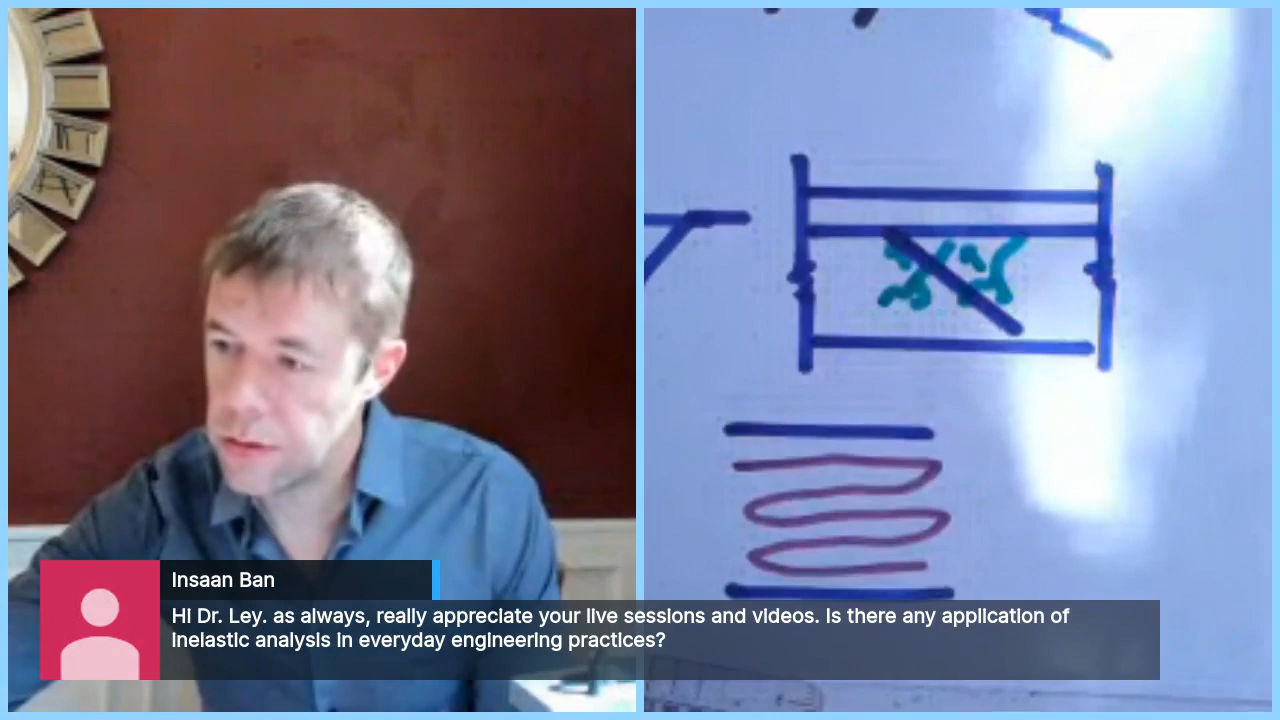 Insaan Ban
Hi Dr. Ley. as always, really appreciate your live sessions and videos. Is there any application of
inelastic analysis in everyday engineering practices?